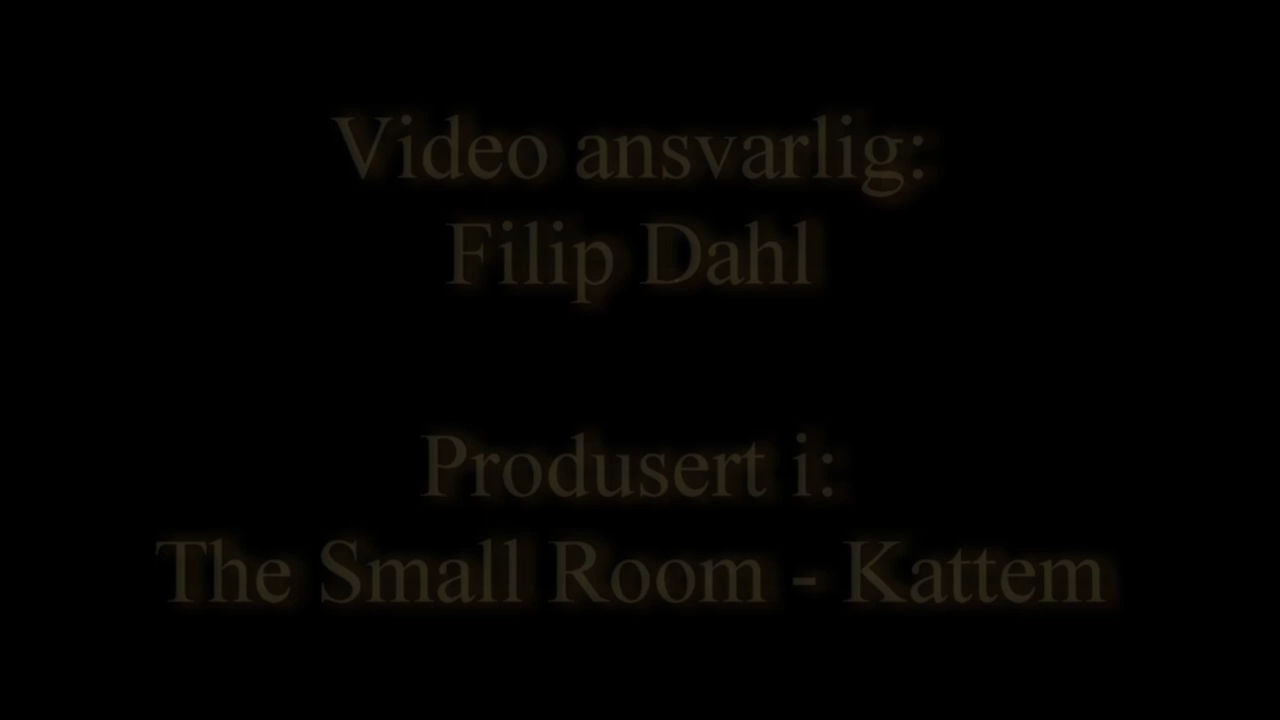 Video ansvarlig:
Filip Dahl
Produsert i:
The Small Room - Kattem